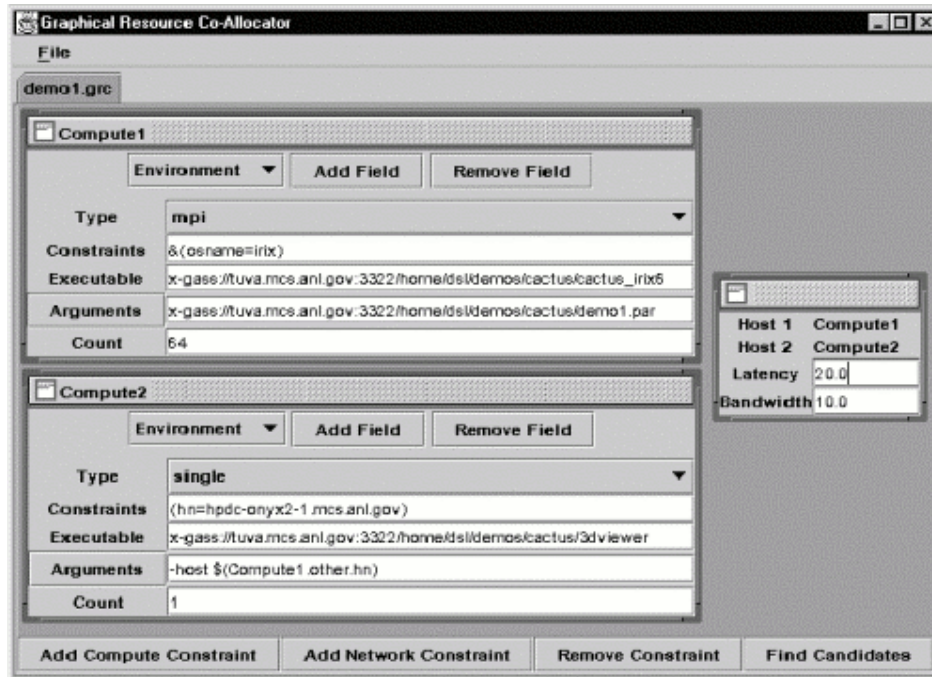 Graphical Resource Co-Allocator
File
demo1.grc
Compute1
Environment Add Field Remove Field
Type mpi
Constraints &(osname=irix)
Executable x-gass://tuva.mcs.anl.gov:3322/home/dsl/demos/cactus/cactus_irix6
Arguments x-gass://tuva.mcs.anl.gov:3322/home/dsl/demos/cactus/demo1.par
Count 64
Compute2
Environment Add Field Remove Field
Type single
Constraints (hn=hpdc-onyx2-1.mcs.anl.gov)
Executable x-gass://tuva.mcs.anl.gov:3322/home/dsl/demos/cactus/3dviewer
Arguments -host $(Compute1.other.hn)
Count 1
Host 1 Compute1
Host 2 Compute2
Latency 20.0
Bandwidth 10.0
Add Compute Constraint Add Network Constraint Remove Constraint Find Candidates